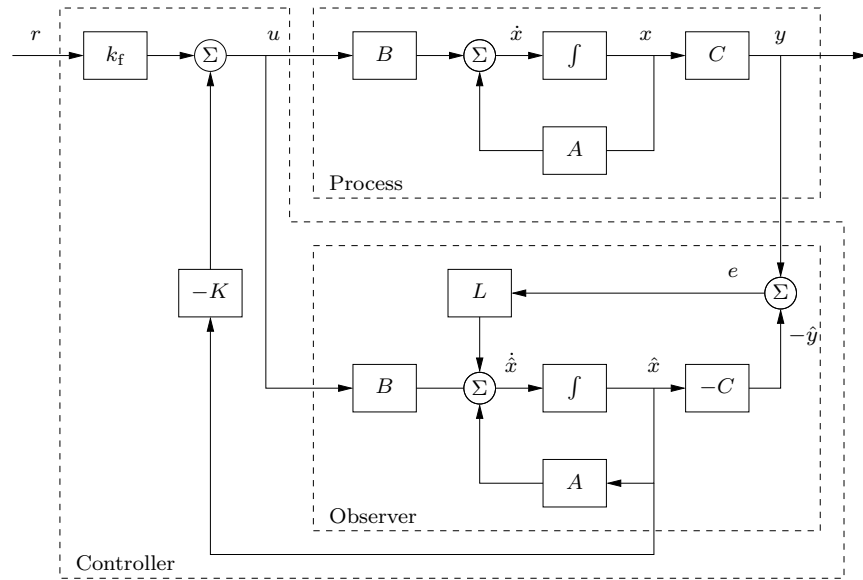 r
k_f
Σ
u
B
Σ
ẋ
∫
x
C
y
A
Process
−K
L
e
Σ
−ŷ
B
Σ
x̂̇
∫
x̂
−C
A
Observer
Controller